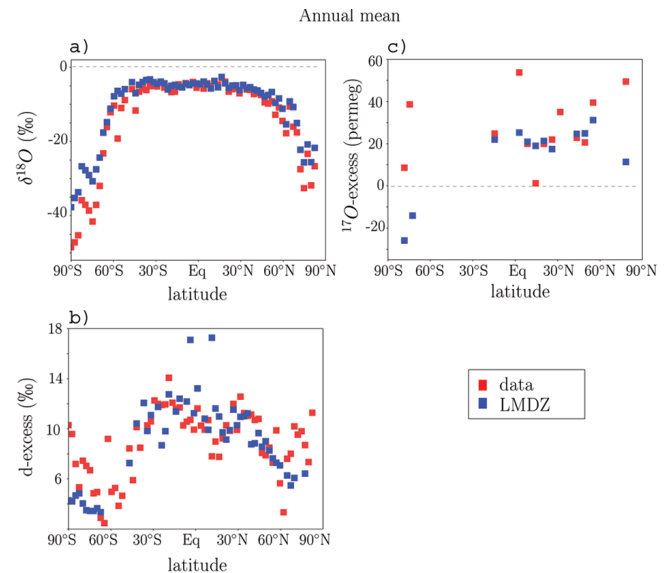 Annual mean
a)
0
-20
-40
δ¹⁸O (‰)
90°S 60°S 30°S Eq 30°N 60°N 90°N
latitude
c)
60
40
20
0
-20
¹⁷O-excess (permeg)
90°S 60°S 30°S Eq 30°N 60°N 90°N
latitude
b)
18
14
10
6
d-excess (‰)
90°S 60°S 30°S Eq 30°N 60°N 90°N
latitude
data
LMDZ